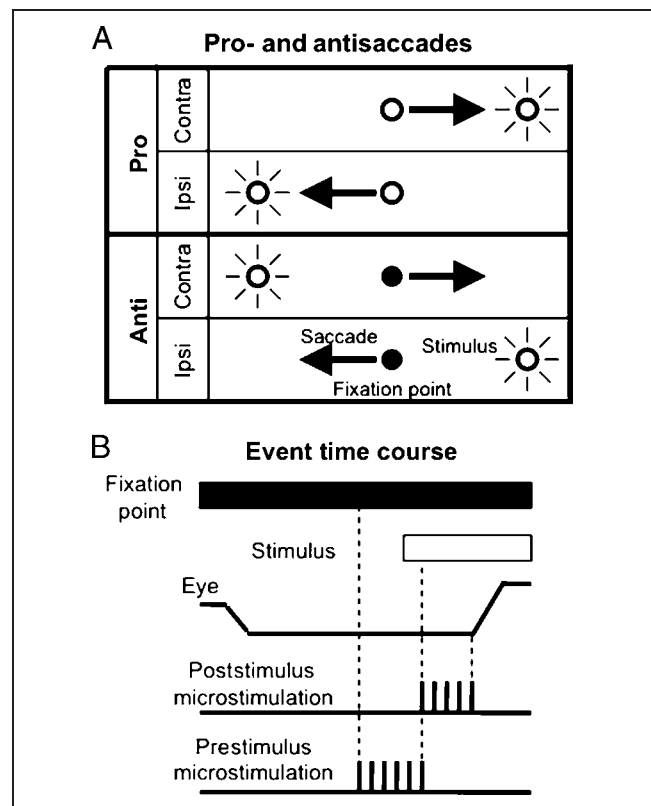 A
Pro- and antisaccades
Pro
Contra
Ipsi
Anti
Contra
Ipsi
Saccade
Stimulus
Fixation point
B
Event time course
Fixation
point
Stimulus
Eye
Poststimulus
microstimulation
Prestimulus
microstimulation